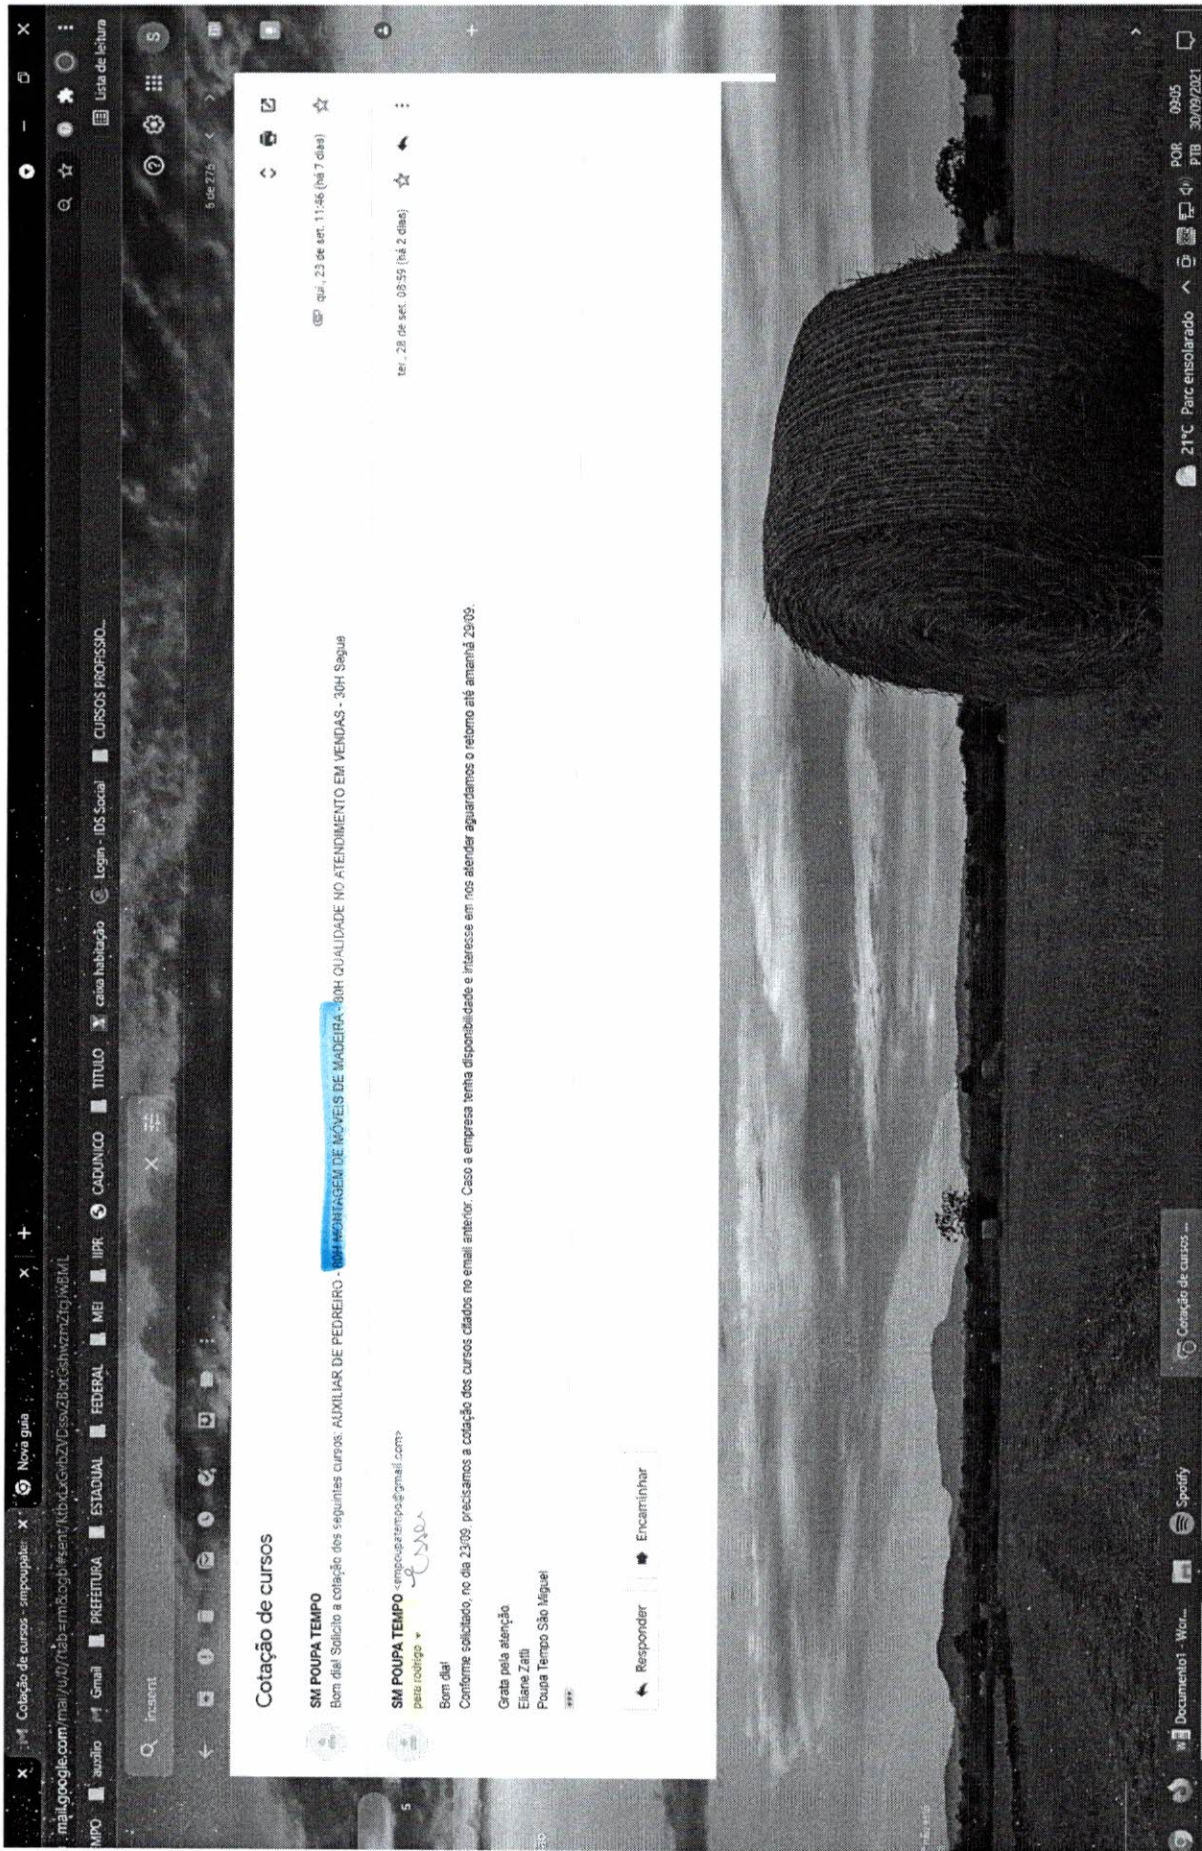 Cotação de cursos - smpoupater
Nova guia
mail.google.com/mail/u/0/?tab=rm&ogbl#sent/
MPO auxílio Gmail PREFEITURA ESTADUAL FEDERAL MEI IIPR CADUNICO TITULO caixa habitação Login - IDS Social CURSOS PROFISSIO... Lista de leitura
in:sent
S
6 de 276
Cotação de cursos
SM POUPA TEMPO
qui., 23 de set. 11:46 (há 7 dias)
Bom dia! Solicito a cotação dos seguintes cursos: AUXILIAR DE PEDREIRO - 80H MONTAGEM DE MÓVEIS DE MADEIRA - 80H QUALIDADE NO ATENDIMENTO EM VENDAS - 30H Segue
SM POUPA TEMPO <smpoupatempo@gmail.com>
ter., 28 de set. 08:59 (há 2 dias)
para rodrigo
Bom dia!
Conforme solicitado, no dia 23/09, precisamos a cotação dos cursos citados no email anterior. Caso a empresa tenha disponibilidade e interesse em nos atender aguardamos o retorno até amanhã 29/09.
Grata pela atenção
Eliane Zatti
Poupa Tempo São Miguel
Responder
Encaminhar
5
Documento1 - Wor...
Spotify
Cotação de cursos ...
21°C Parc ensolarado
POR
PTB
09:05
30/09/2021